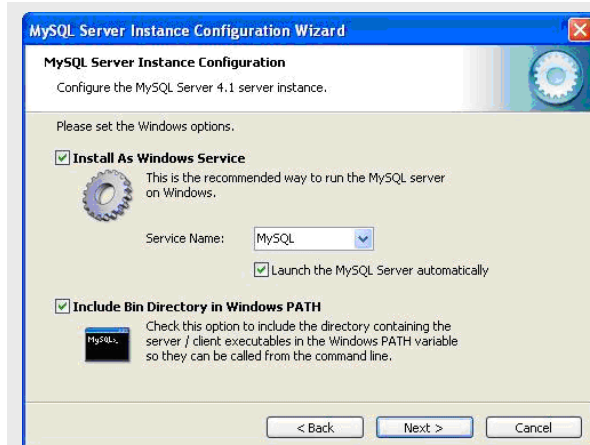 MySQL Server Instance Configuration Wizard
MySQL Server Instance Configuration
Configure the MySQL Server 4.1 server instance.
Please set the Windows options.
Install As Windows Service
This is the recommended way to run the MySQL server
on Windows.
Service Name:
MySQL
Launch the MySQL Server automatically
Include Bin Directory in Windows PATH
MySQL>_
Check this option to include the directory containing the
server / client executables in the Windows PATH variable
so they can be called from the command line.
< Back
Next >
Cancel